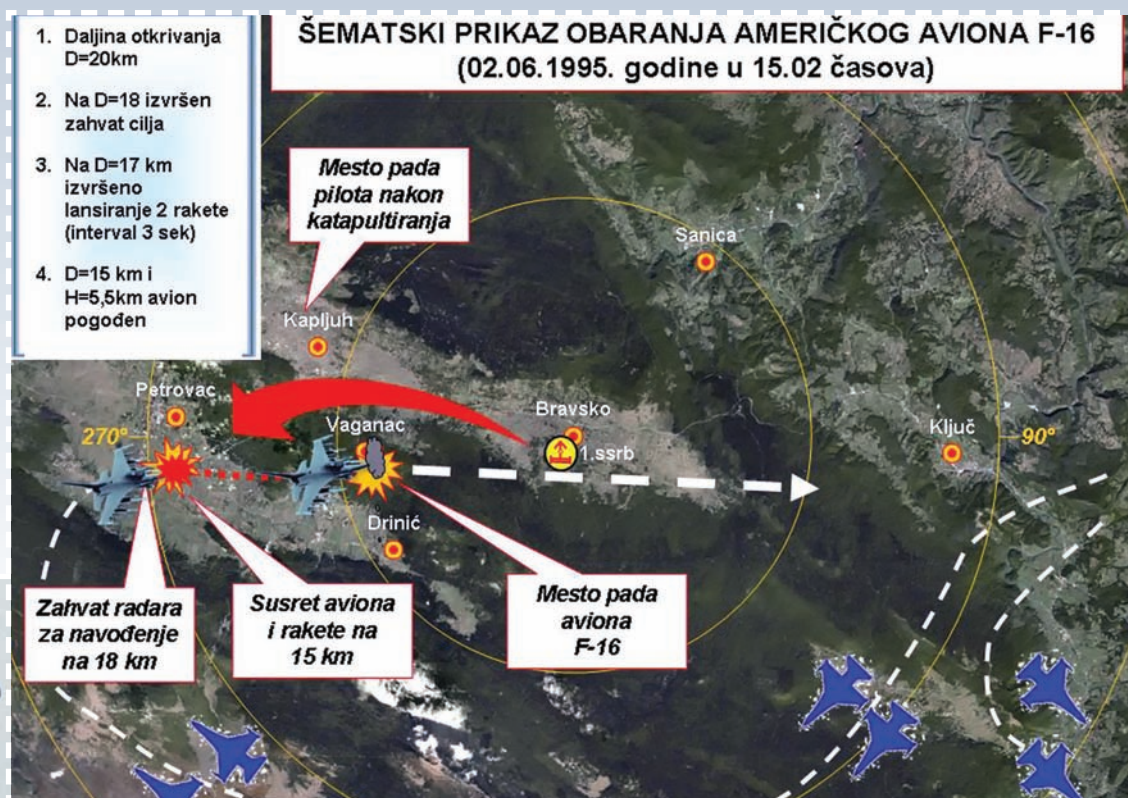 ŠEMATSKI PRIKAZ OBARANJA AMERIČKOG AVIONA F-16
(02.06.1995. godine u 15.02 časova)
1. Daljina otkrivanja
D=20km
2. Na D=18 izvršen
zahvat cilja
3. Na D=17 km
izvršeno
lansiranje 2 rakete
(interval 3 sek)
4. D=15 km i
H=5,5km avion
pogođen
Mesto pada
pilota nakon
katapultiranja
Sanica
Kapljuh
Petrovac
Vaganac
Bravsko
Ključ
270°
1.ssrb
90°
Drinić
Zahvat radara
za navođenje
na 18 km
Susret aviona
i rakete na
15 km
Mesto pada
aviona
F-16